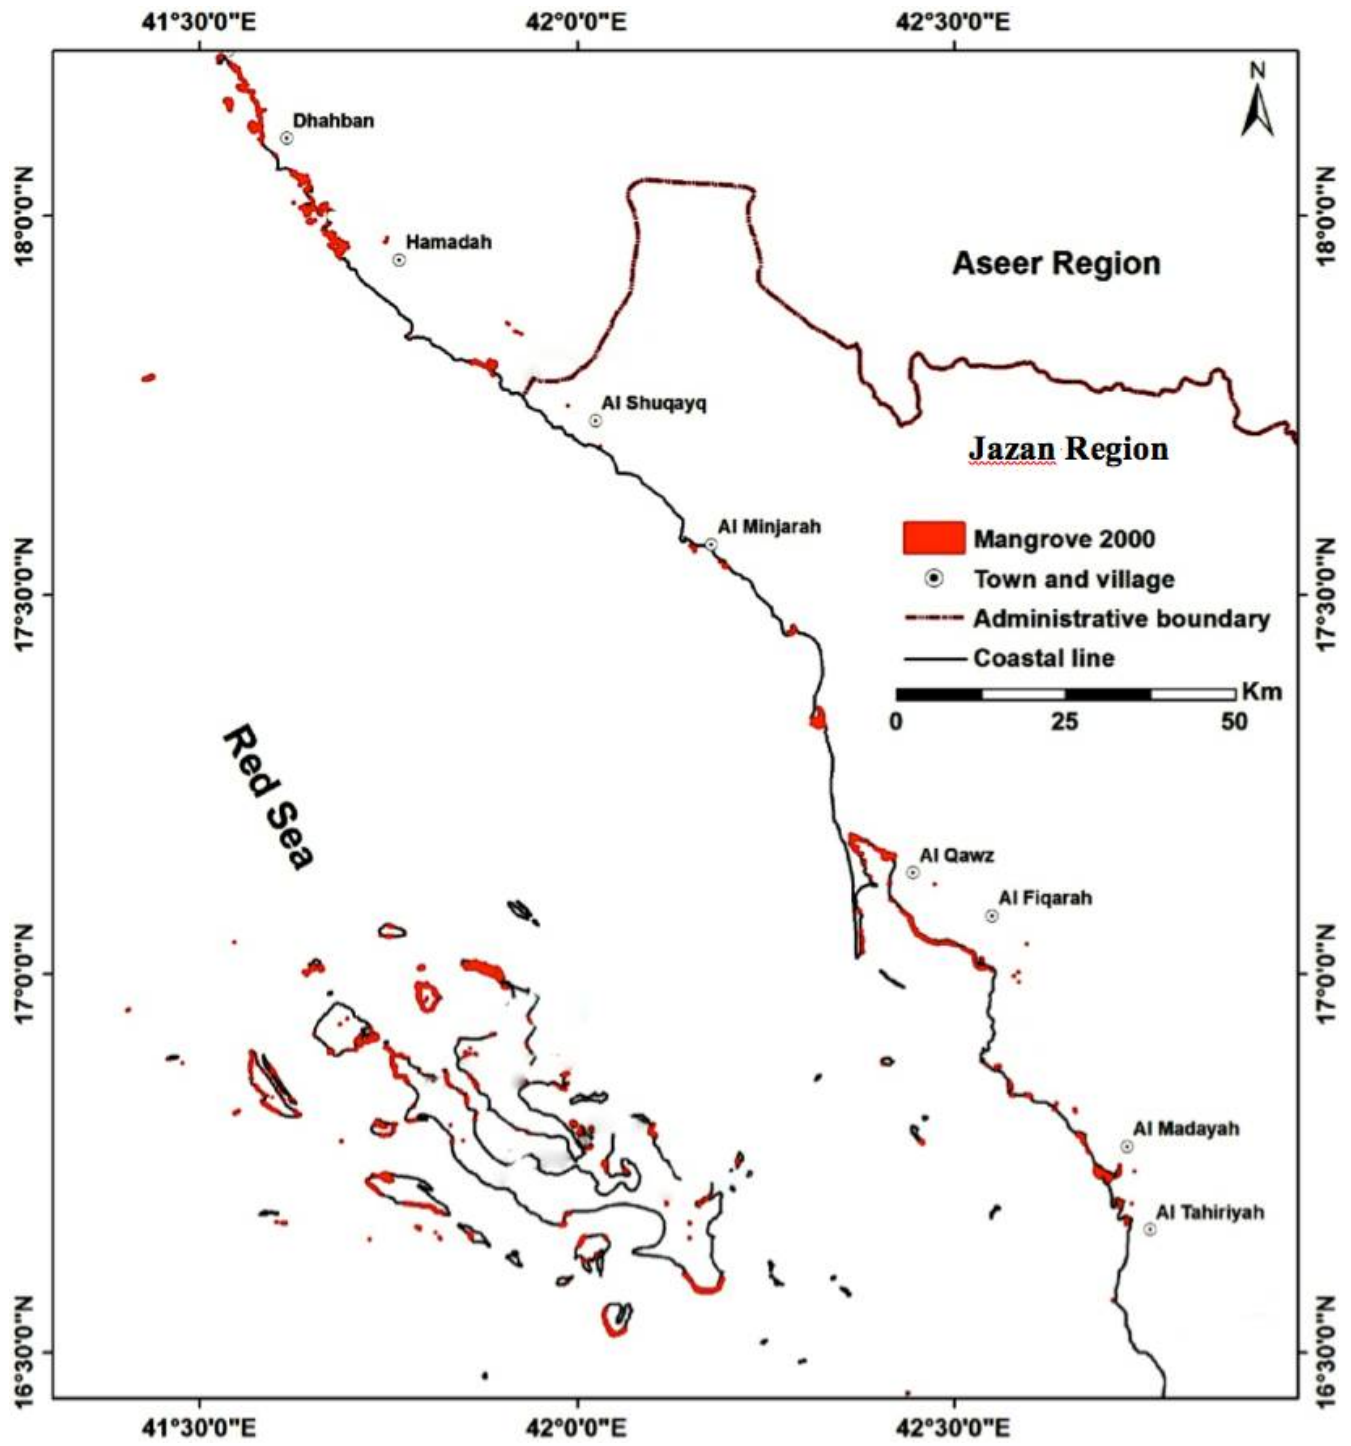 41°30'0"E 42°0'0"E 42°30'0"E
N
Dhahban
18°0'0"N
18°0'0"N
Hamadah
Aseer Region
Al Shuqayq
Jazan Region
Al Minjarah
Mangrove 2000
Town and village
Administrative boundary
Coastal line
17°30'0"N
17°30'0"N
Km
0 25 50
Red Sea
Al Qawz
Al Fiqarah
17°0'0"N
17°0'0"N
Al Madayah
Al Tahiriyah
16°30'0"N
16°30'0"N
41°30'0"E 42°0'0"E 42°30'0"E